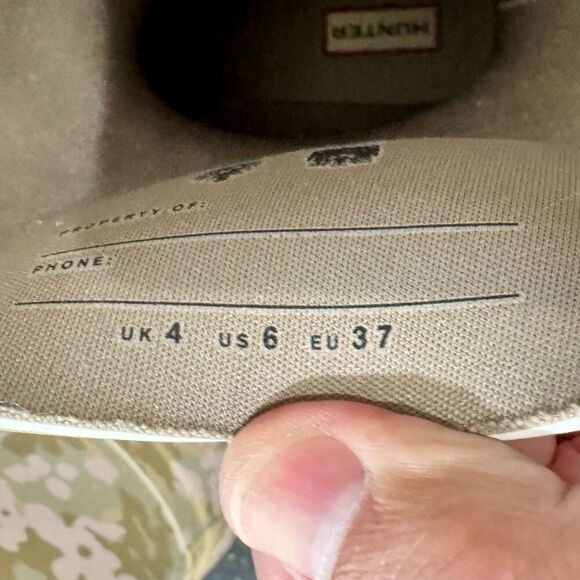 HUNTER
PROPERTY OF:
PHONE:
UK 4 US 6 EU 37